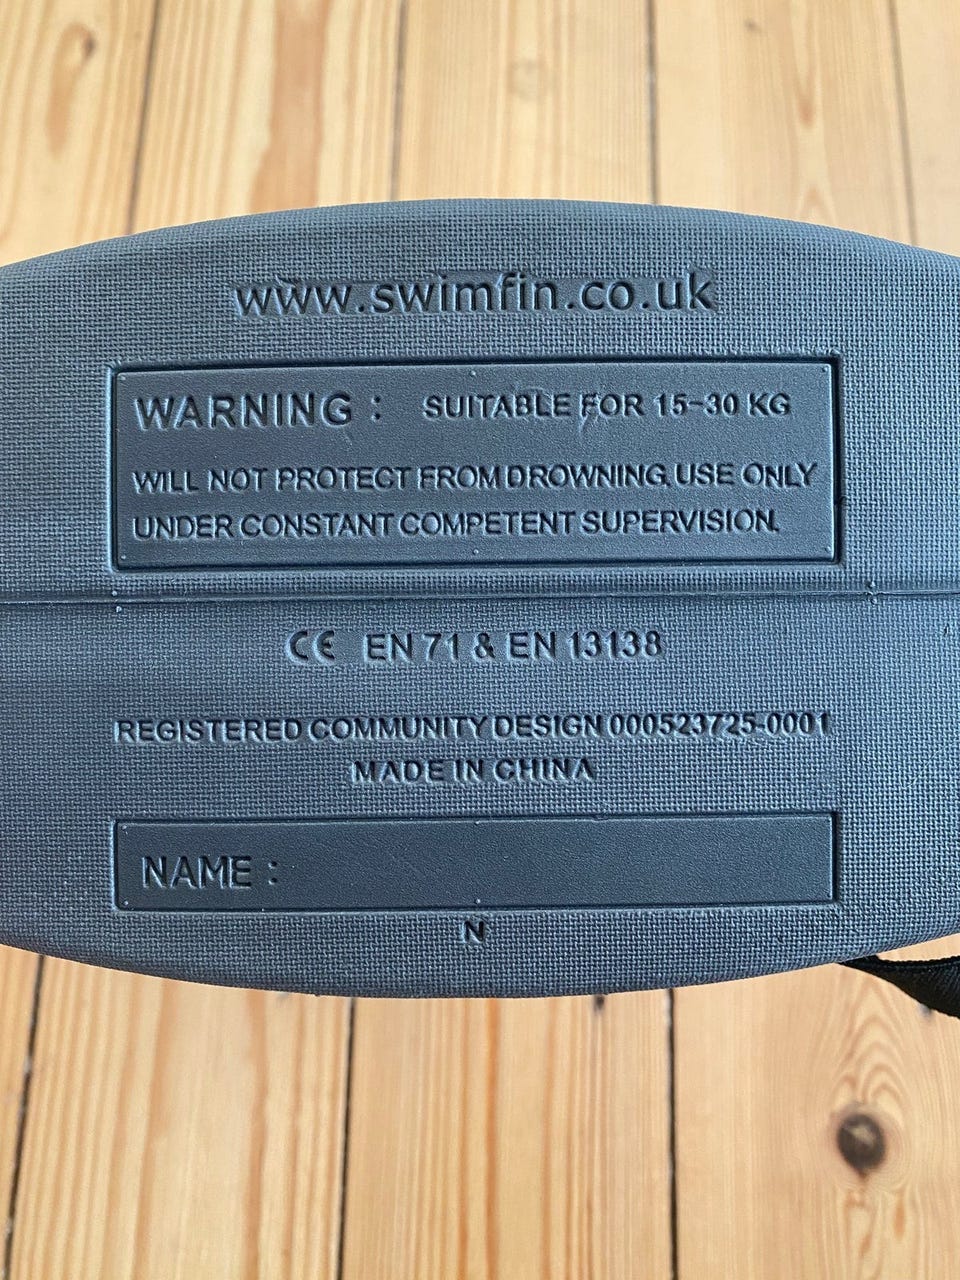 www.swimfin.co.uk
WARNING : SUITABLE FOR 15-30 KG
WILL NOT PROTECT FROM DROWNING. USE ONLY
UNDER CONSTANT COMPETENT SUPERVISION.
CE EN 71 & EN 13138
REGISTERED COMMUNITY DESIGN 000523725-0001
MADE IN CHINA
NAME :
N